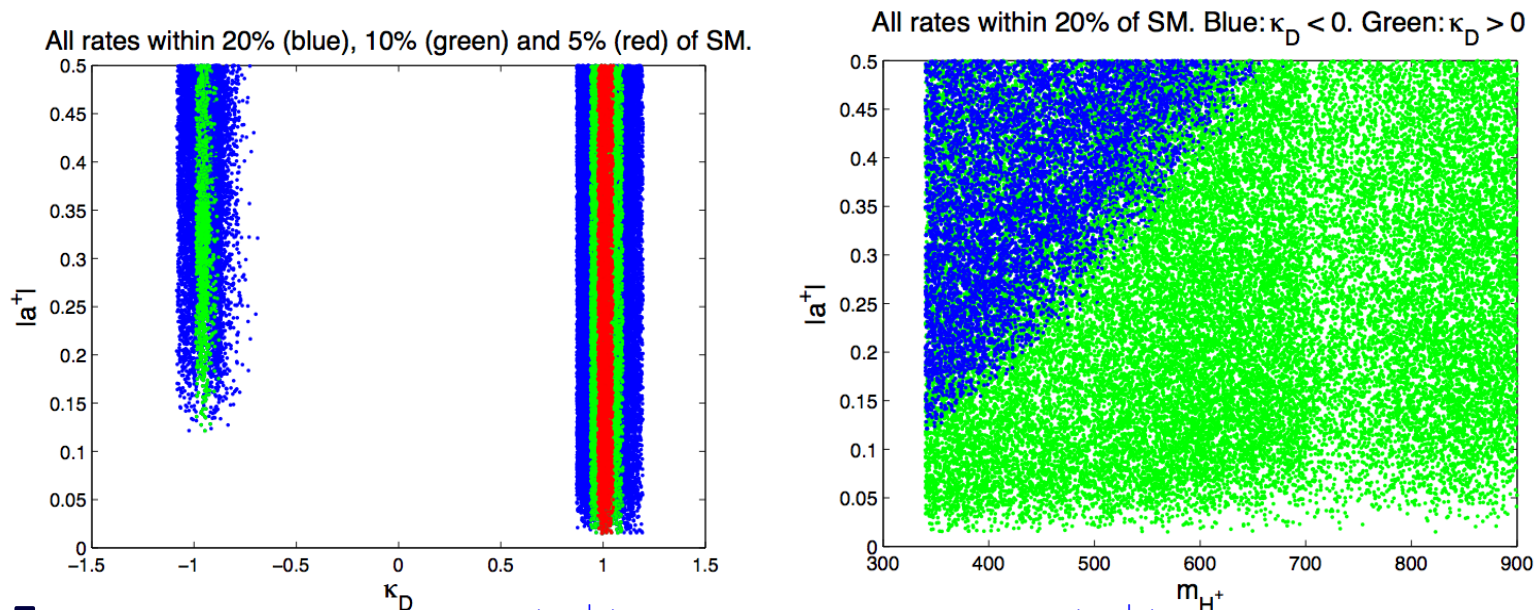 All rates within 20% (blue), 10% (green) and 5% (red) of SM.
0.5
0.45
0.4
0.35
0.3
0.25
0.2
0.15
0.1
0.05
0
|a⁺|
−1.5 −1 −0.5 0 0.5 1 1.5
κ_D
All rates within 20% of SM. Blue: κ_D < 0. Green: κ_D > 0
0.5
0.45
0.4
0.35
0.3
0.25
0.2
0.15
0.1
0.05
0
|a⁺|
300 400 500 600 700 800 900
m_H⁺